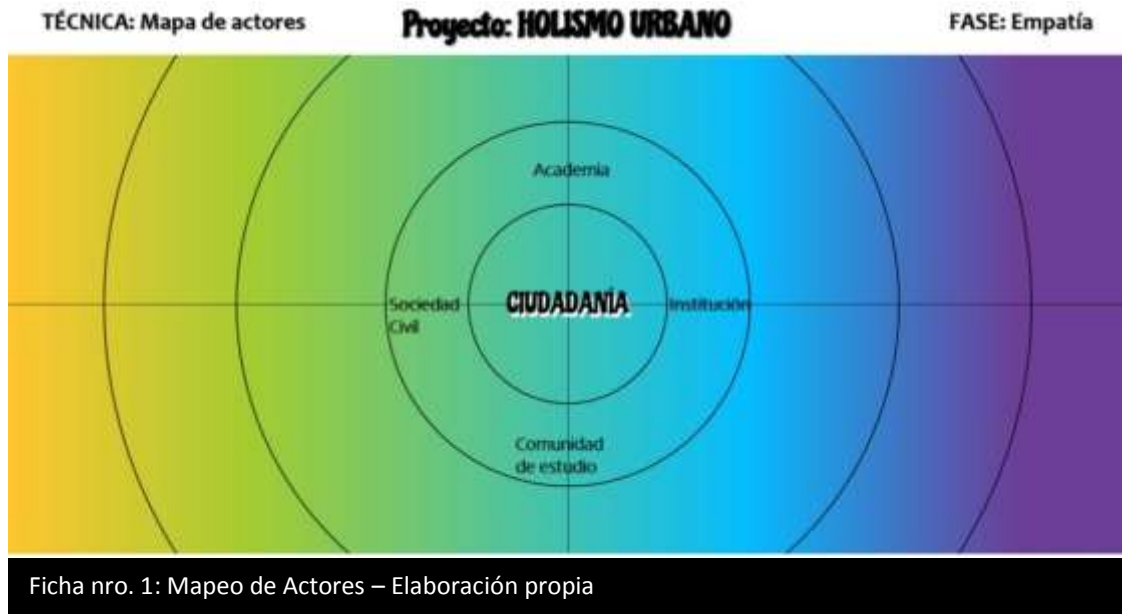 TÉCNICA: Mapa de actores
Proyecto: HOLISMO URBANO
FASE: Empatía
Academia
Sociedad
Civil
CIUDADANÍA
Institución
Comunidad
de estudio
Ficha nro. 1: Mapeo de Actores – Elaboración propia